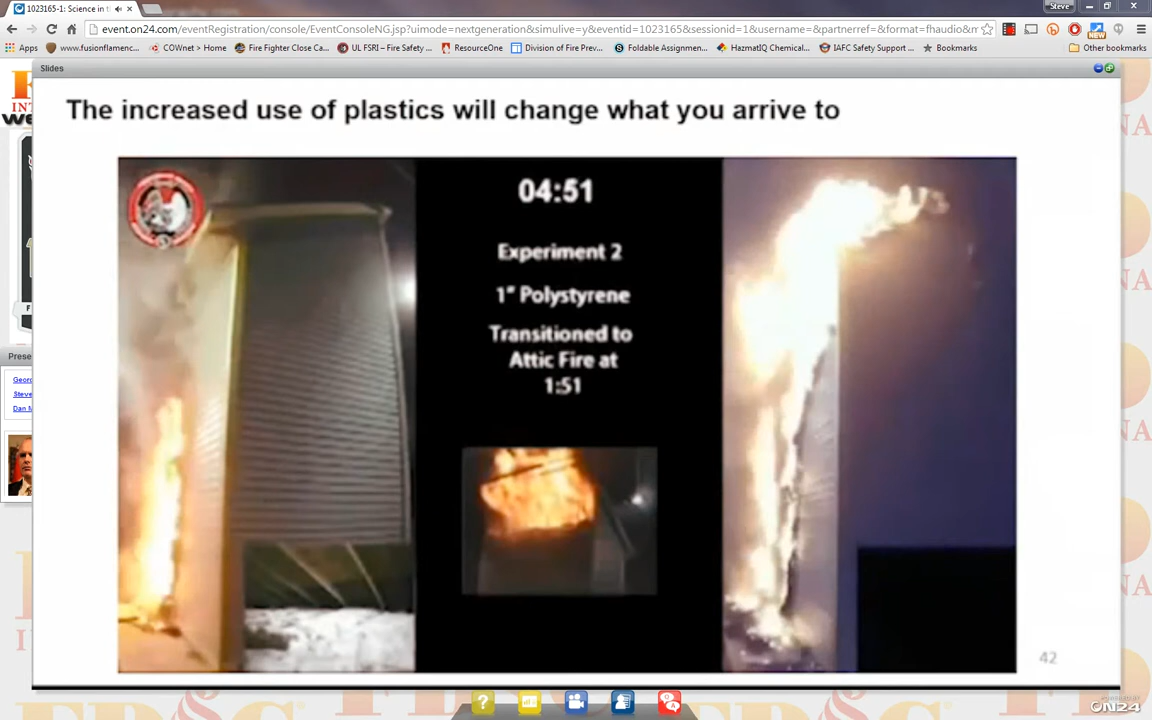 1023165-1: Science in t
Steve
event.on24.com/eventRegistration/console/EventConsoleNG.jsp?uimode=nextgeneration&simulive=y&eventid=1023165&sessionid=1&username=&partnerref=&format=fhaudio&m
NEW
Apps
www.fusionflamenc...
COWnet > Home
Fire Fighter Close Ca...
UL FSRI – Fire Safety ...
ResourceOne
Division of Fire Prev...
Foldable Assignmen...
HazmatIQ Chemical...
IAFC Safety Support ...
Bookmarks
Other bookmarks
Slides
The increased use of plastics will change what you arrive to
04:51
Experiment 2
1" Polystyrene
Transitioned to
Attic Fire at
1:51
Prese
Georg
Steve
Dan M
42
POWERED BY
ON24